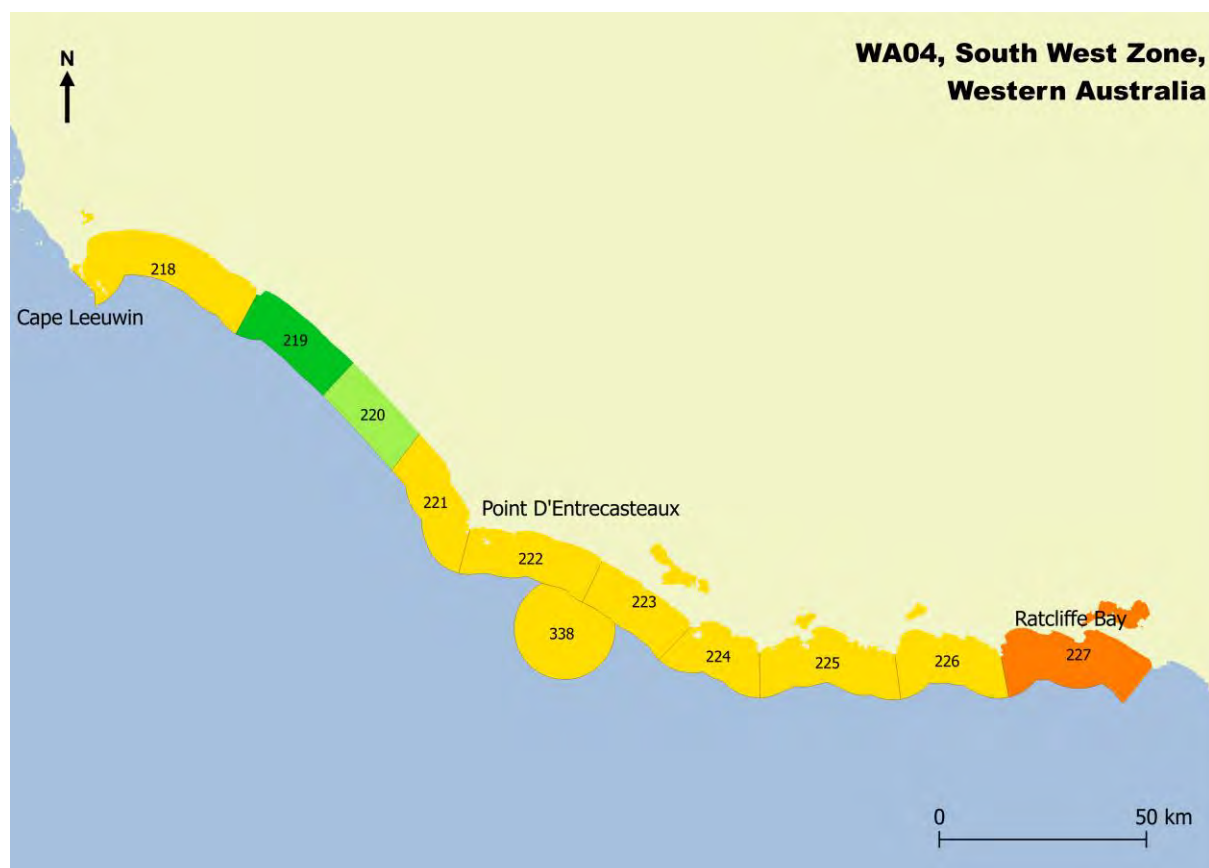 WA04, South West Zone,
Western Australia
N
218
Cape Leeuwin
219
220
221
Point D'Entrecasteaux
222
223
338
224
225
226
Ratcliffe Bay
227
0 50 km